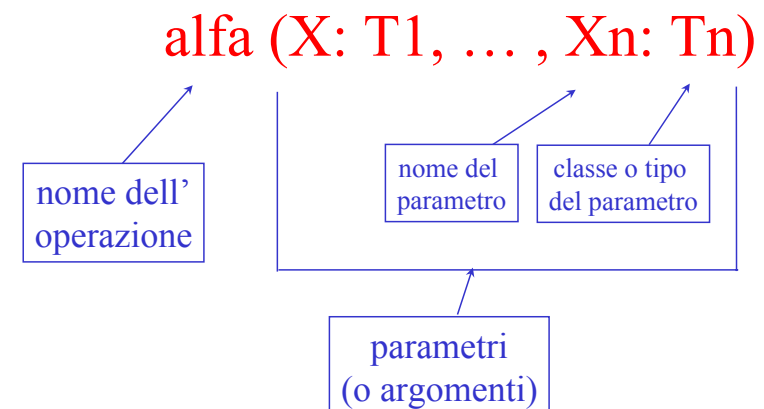 alfa (X: T1, … , Xn: Tn)
nome dell’
operazione
nome del
parametro
classe o tipo
del parametro
parametri
(o argomenti)